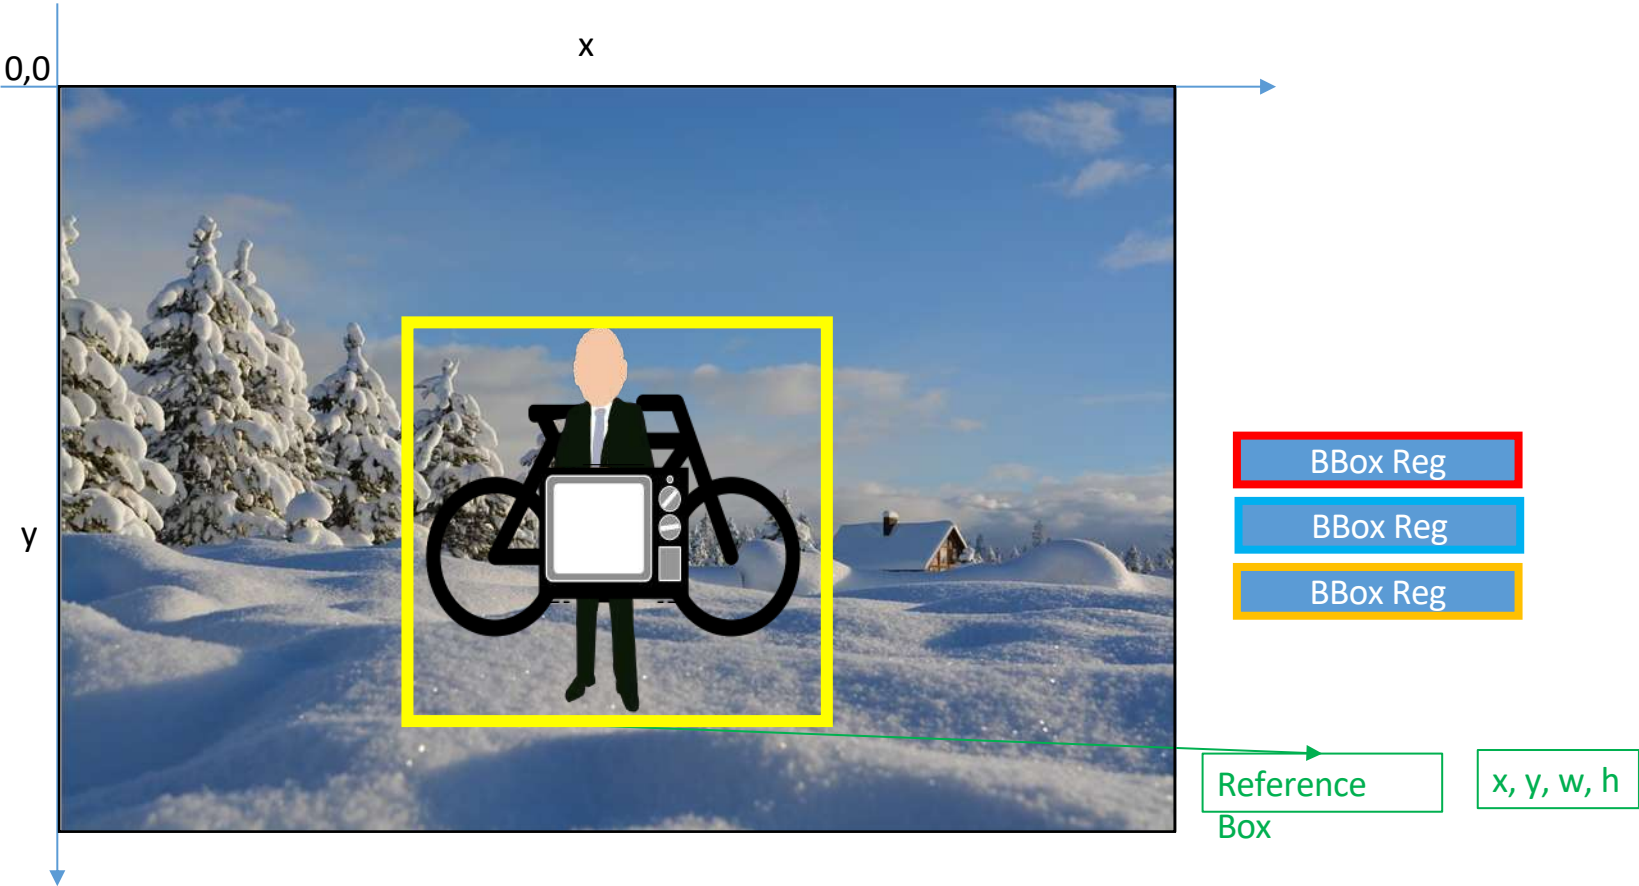 x
0,0
y
BBox Reg
BBox Reg
BBox Reg
Reference
Box
x, y, w, h